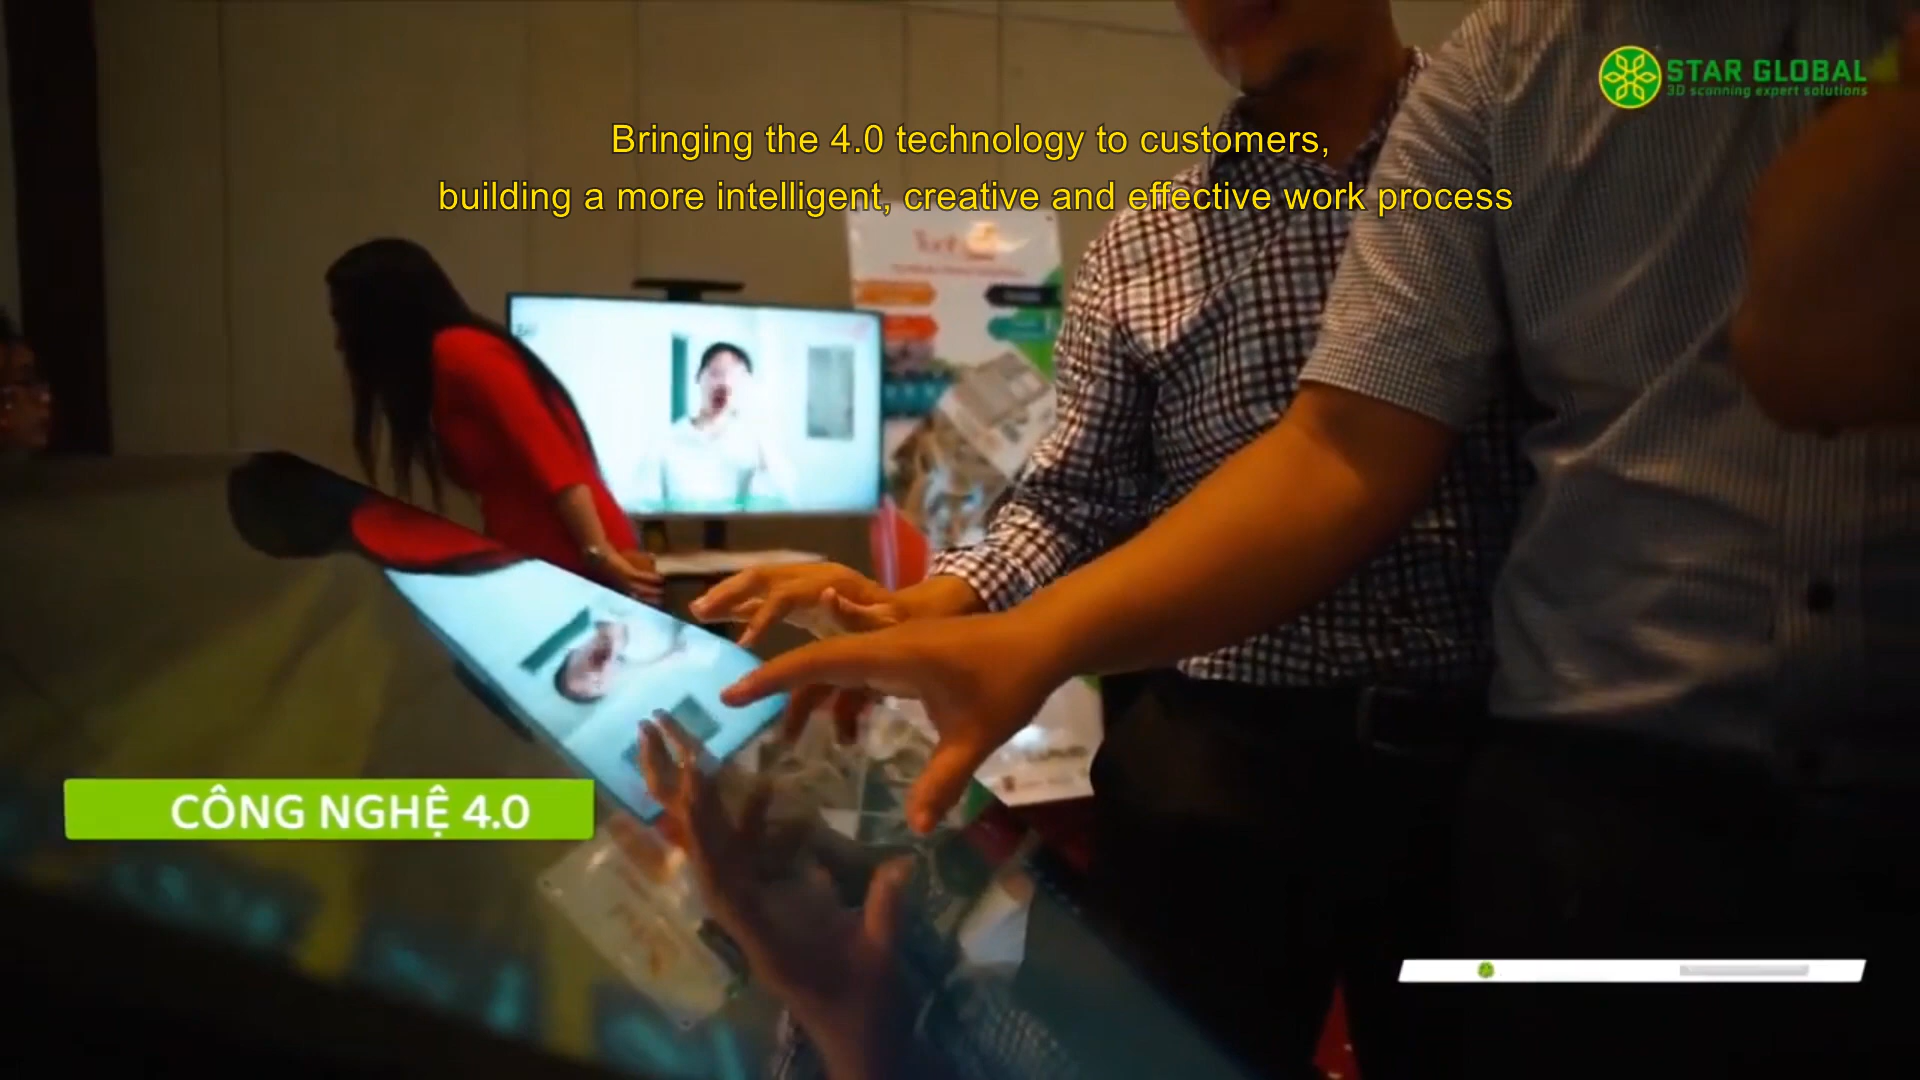 STAR GLOBAL
3D scanning expert solutions
Bringing the 4.0 technology to customers,
building a more intelligent, creative and effective work process
CÔNG NGHỆ 4.0